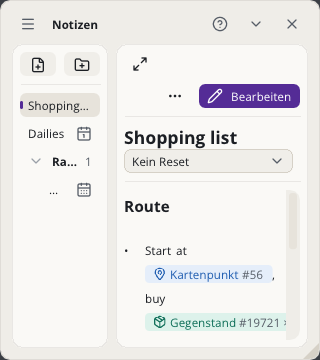 Notizen
Shopping...
Dailies
Ra... 1
...
Bearbeiten
Shopping list
Kein Reset
Route
• Start at
Kartenpunkt #56 ,
buy
Gegenstand #19721